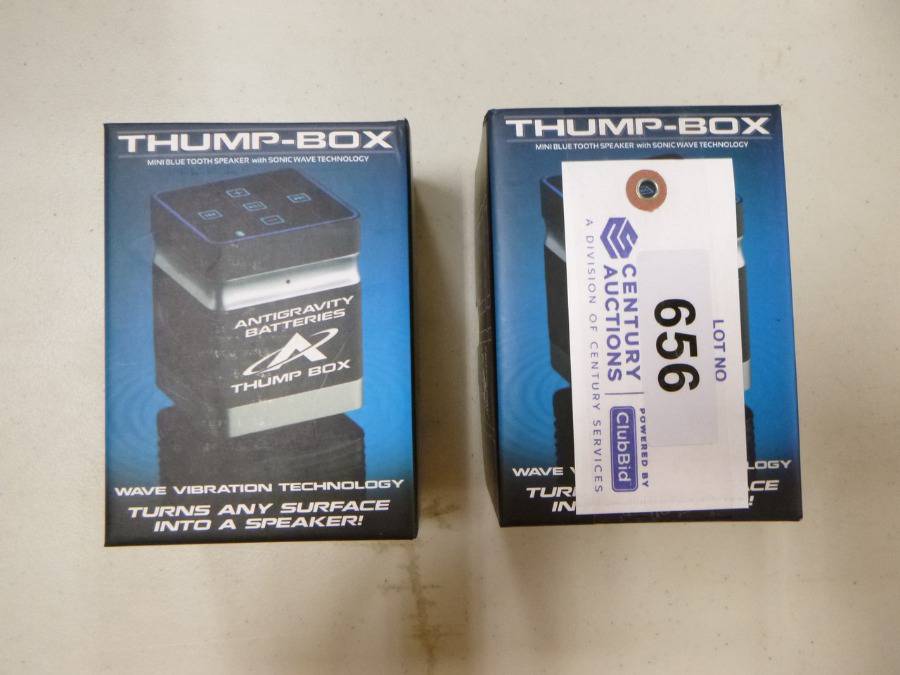 THUMP-BOX
MINI BLUE TOOTH SPEAKER with SONIC WAVE TECHNOLOGY
ANTIGRAVITY
BATTERIES
THUMP BOX
WAVE VIBRATION TECHNOLOGY
TURNS ANY SURFACE
INTO A SPEAKER!
THUMP-BOX
MINI BLUE TOOTH SPEAKER with SONIC WAVE TECHNOLOGY
LOT NO
656
CENTURY
AUCTIONS
A DIVISION OF CENTURY SERVICES
POWERED BY
ClubBid
WAVE